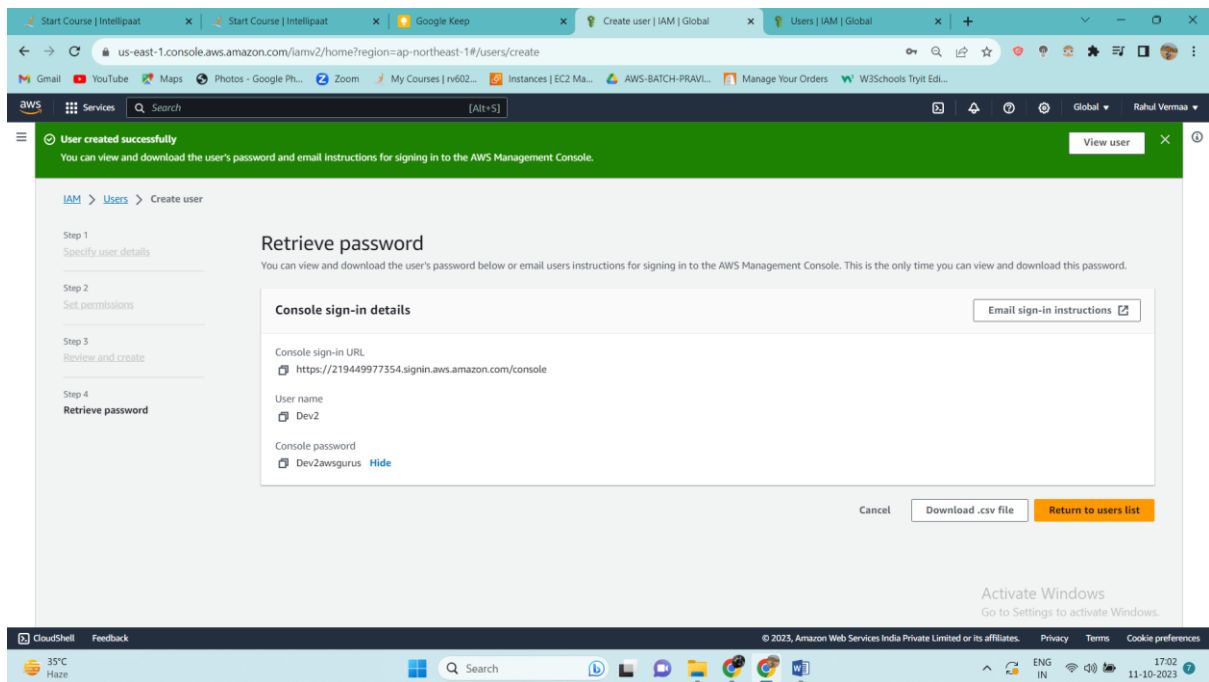 Start Course | Intellipaat
Start Course | Intellipaat
Google Keep
Create user | IAM | Global
Users | IAM | Global
us-east-1.console.aws.amazon.com/iamv2/home?region=ap-northeast-1#/users/create
Gmail YouTube Maps Photos - Google Ph... Zoom My Courses | rv602... Instances | EC2 Ma... AWS-BATCH-PRAVI... Manage Your Orders W3Schools Tryit Edi...
aws Services Search [Alt+S] Global Rahul Vermaa
User created successfully
You can view and download the user's password and email instructions for signing in to the AWS Management Console.
View user
IAM > Users > Create user
Step 1
Specify user details
Step 2
Set permissions
Step 3
Review and create
Step 4
Retrieve password
Retrieve password
You can view and download the user's password below or email users instructions for signing in to the AWS Management Console. This is the only time you can view and download this password.
Console sign-in details
Email sign-in instructions
Console sign-in URL
https://219449977354.signin.aws.amazon.com/console
User name
Dev2
Console password
Dev2awsgurus Hide
Cancel Download .csv file Return to users list
Activate Windows
Go to Settings to activate Windows.
CloudShell Feedback © 2023, Amazon Web Services India Private Limited or its affiliates. Privacy Terms Cookie preferences
35°C
Haze
Search
ENG
IN
17:02
11-10-2023
2